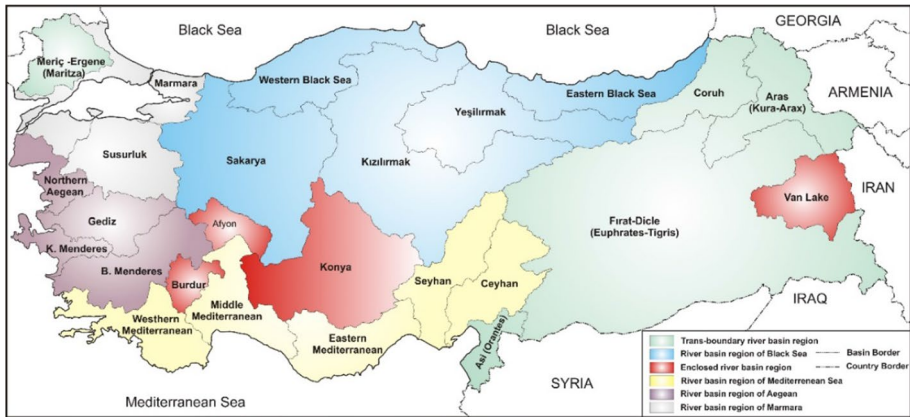 Black Sea
Black Sea
GEORGIA
Meriç -Ergene
(Maritza)
Marmara
Western Black Sea
Eastern Black Sea
Coruh
Aras
(Kura-Arax)
ARMENIA
Yeşilırmak
Susurluk
Sakarya
Kızılırmak
Northern
Aegean
IRAN
Van Lake
Gediz
Afyon
Fırat-Dicle
(Euphrates-Tigris)
K. Menderes
B. Menderes
Konya
Burdur
Seyhan
Ceyhan
Middle
Mediterranean
Western
Mediterranean
Eastern
Mediterranean
Asi (Orantes)
IRAQ
SYRIA
Mediterranean Sea
Trans-boundary river basin region
River basin region of Black Sea
Basin Border
Enclosed river basin region
Country Border
River basin region of Mediterrenean Sea
River basin region of Aegean
River basin region of Marmara